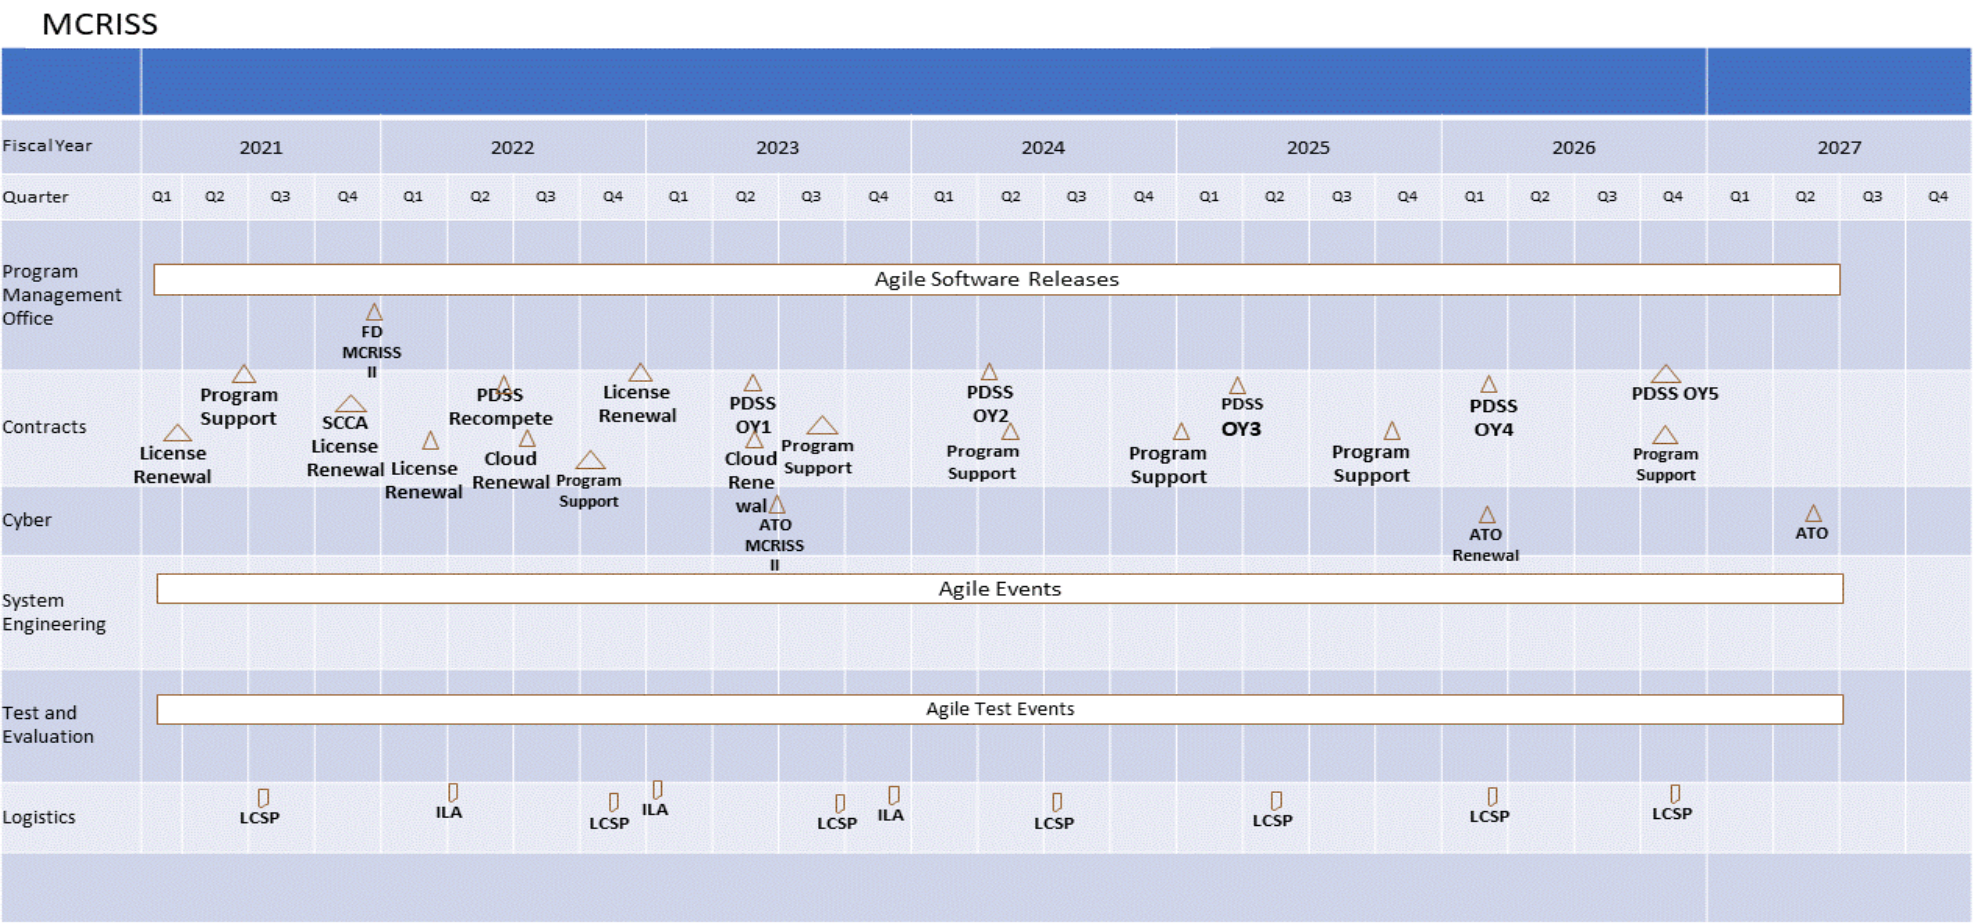 MCRISS
Fiscal Year
2021
2022
2023
2024
2025
2026
2027
Quarter
Q1 Q2 Q3 Q4 Q1 Q2 Q3 Q4 Q1 Q2 Q3 Q4 Q1 Q2 Q3 Q4 Q1 Q2 Q3 Q4 Q1 Q2 Q3 Q4 Q1 Q2 Q3 Q4
Program
Management
Office
Agile Software Releases
FD
MCRISS
II
Contracts
License
Renewal
Program
Support
SCCA
License
Renewal
License
Renewal
PDSS
Recompete
Cloud
Renewal
Program
Support
License
Renewal
PDSS
OY1
Cloud
Rene
wal
Program
Support
PDSS
OY2
Program
Support
Program
Support
PDSS
OY3
Program
Support
PDSS
OY4
PDSS OY5
Program
Support
Cyber
ATO
MCRISS
II
ATO
Renewal
ATO
System
Engineering
Agile Events
Test and
Evaluation
Agile Test Events
Logistics
LCSP
ILA
LCSP
ILA
LCSP
ILA
LCSP
LCSP
LCSP
LCSP